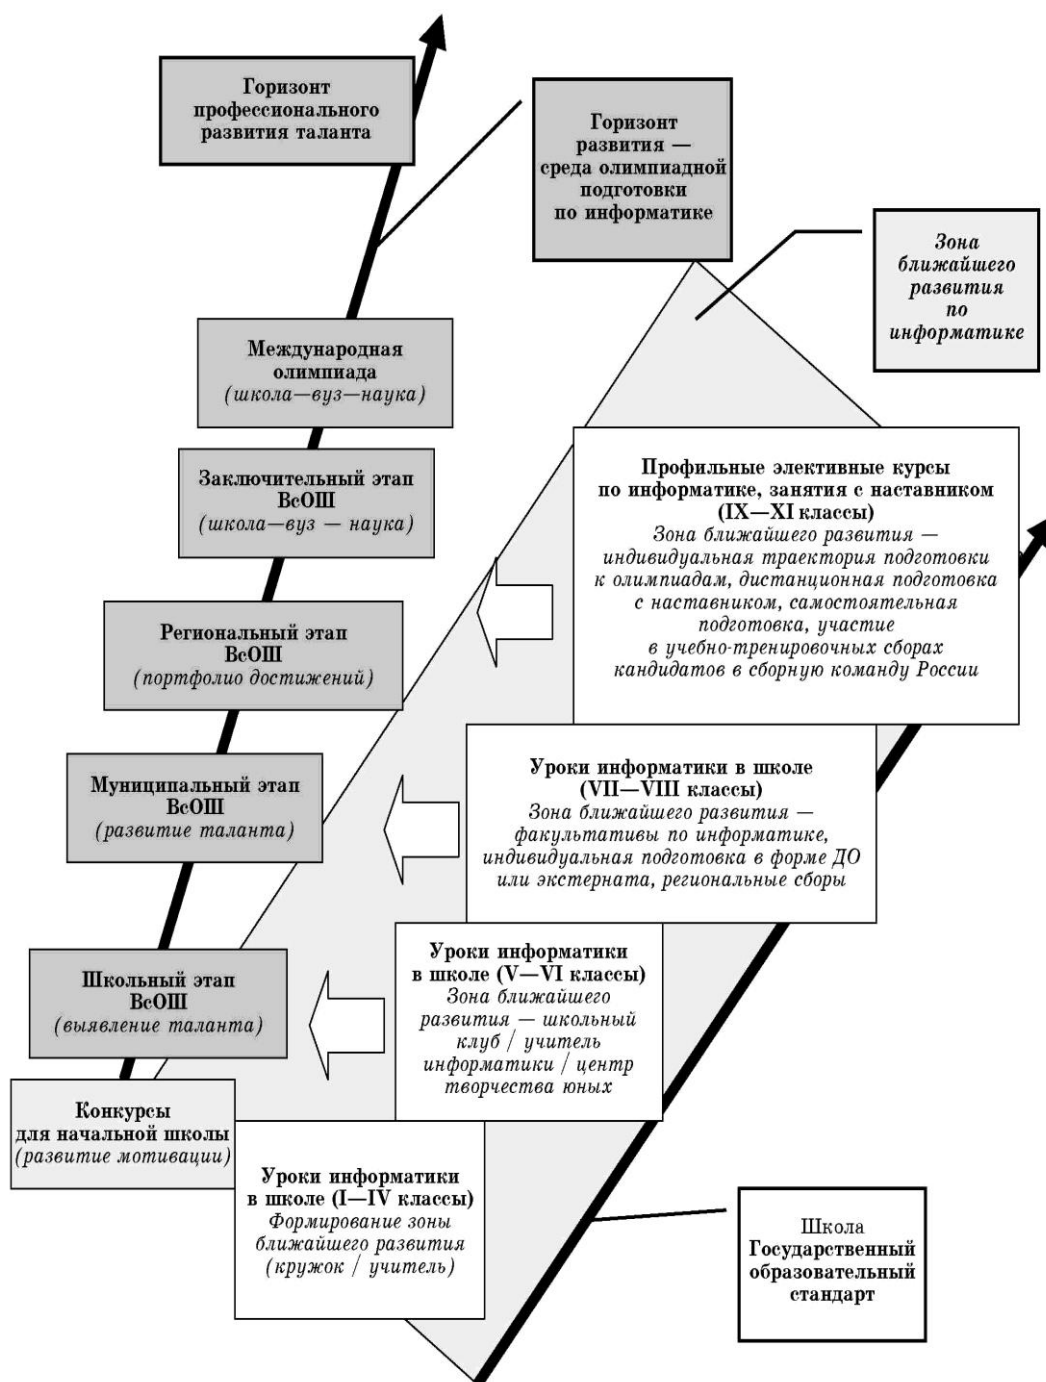 Горизонт
профессионального
развития таланта
Горизонт
развития —
среда олимпиадной
подготовки
по информатике
Зона
ближайшего
развития
по
информатике
Международная
олимпиада
(школа—вуз—наука)
Заключительный этап
ВсОШ
(школа—вуз — наука)
Профильные элективные курсы
по информатике, занятия с наставником
(IX—XI классы)
Зона ближайшего развития —
индивидуальная траектория подготовки
к олимпиадам, дистанционная подготовка
с наставником, самостоятельная
подготовка, участие
в учебно-тренировочных сборах
кандидатов в сборную команду России
Региональный этап
ВсОШ
(портфолио достижений)
Муниципальный этап
ВсОШ
(развитие таланта)
Уроки информатики в школе
(VII—VIII классы)
Зона ближайшего развития —
факультативы по информатике,
индивидуальная подготовка в форме ДО
или экстерната, региональные сборы
Школьный этап
ВсОШ
(выявление таланта)
Уроки информатики
в школе (V—VI классы)
Зона ближайшего
развития — школьный
клуб / учитель
информатики / центр
творчества юных
Конкурсы
для начальной школы
(развитие мотивации)
Уроки информатики
в школе (I—IV классы)
Формирование зоны
ближайшего развития
(кружок / учитель)
Школа
Государственный
образовательный
стандарт